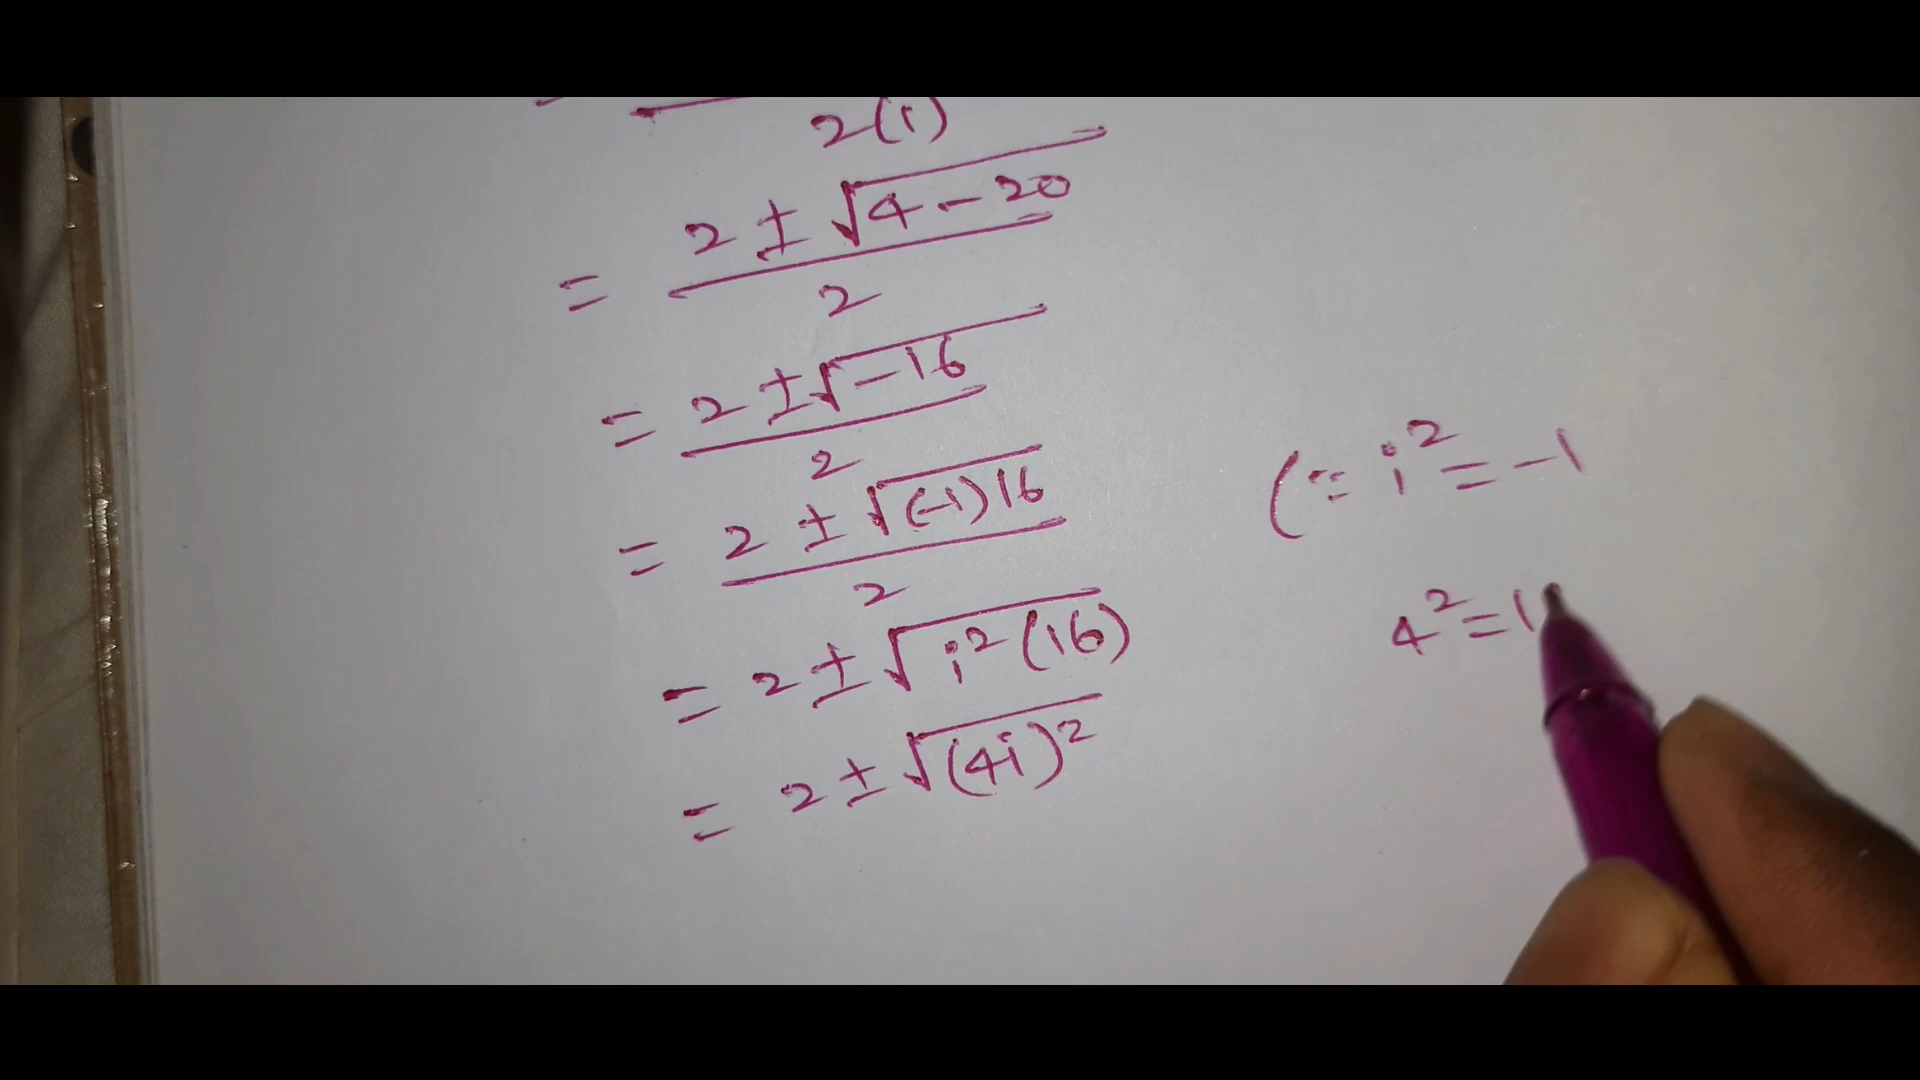 2(1)
= 2 ± √4 - 20
2
= 2 ± √-16
2
= 2 ± √(-1)16
2
= 2 ± √i²(16)
= 2 ± √(4i)²
(∵ i² = -1
4² = 1